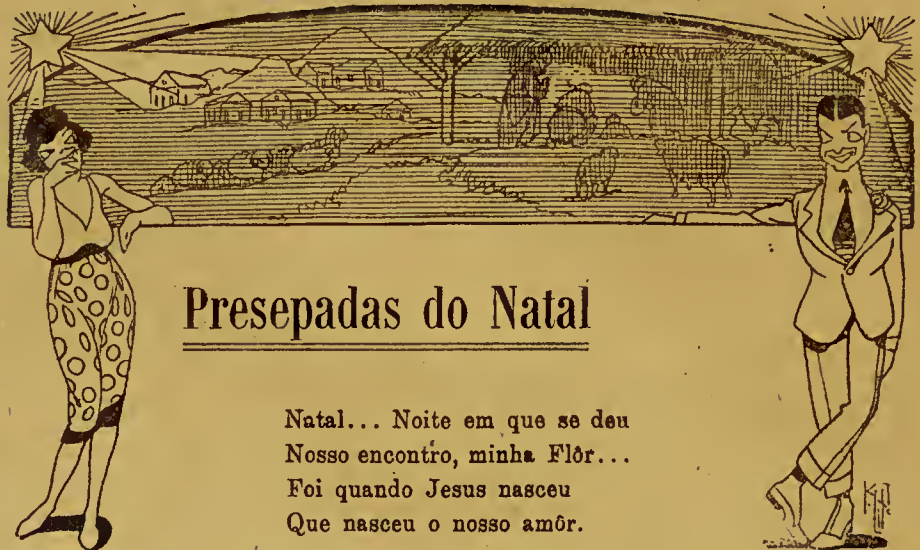 Presepadas do Natal
Natal... Noite em que se deu
Nosso encontro, minha Flôr...
Foi quando Jesus nasceu
Que nasceu o nosso amôr.